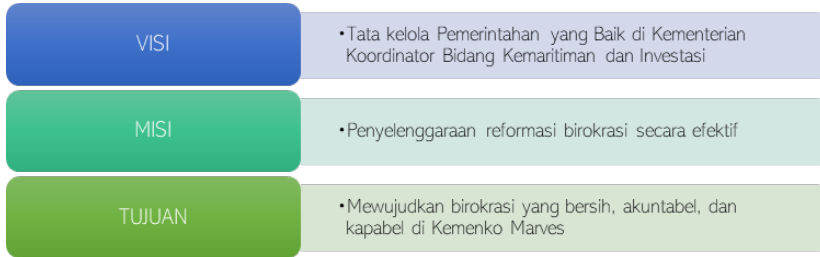 VISI
•Tata kelola Pemerintahan yang Baik di Kementerian
Koordinator Bidang Kemaritiman dan Investasi
MISI
•Penyelenggaraan reformasi birokrasi secara efektif
TUJUAN
•Mewujudkan birokrasi yang bersih, akuntabel, dan
kapabel di Kemenko Marves